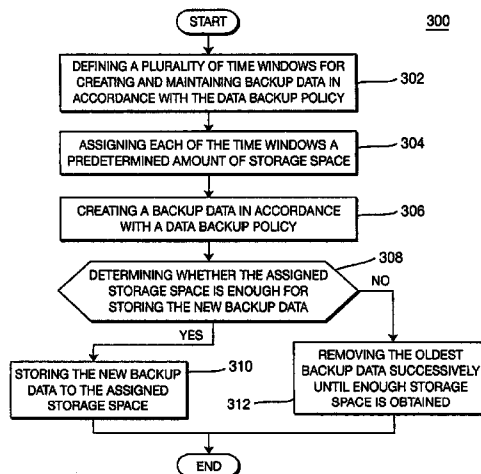 START
300
DEFINING A PLURALITY OF TIME WINDOWS FOR
CREATING AND MAINTAINING BACKUP DATA IN
ACCORDANCE WITH THE DATA BACKUP POLICY
302
ASSIGNING EACH OF THE TIME WINDOWS A
PREDETERMINED AMOUNT OF STORAGE SPACE
304
CREATING A BACKUP DATA IN ACCORDANCE
WITH A DATA BACKUP POLICY
306
308
DETERMINING WHETHER THE ASSIGNED
STORAGE SPACE IS ENOUGH FOR
STORING THE NEW BACKUP DATA
NO
YES
STORING THE NEW BACKUP
DATA TO THE ASSIGNED
STORAGE SPACE
310
REMOVING THE OLDEST
BACKUP DATA SUCCESSIVELY
UNTIL ENOUGH STORAGE
SPACE IS OBTAINED
312
END